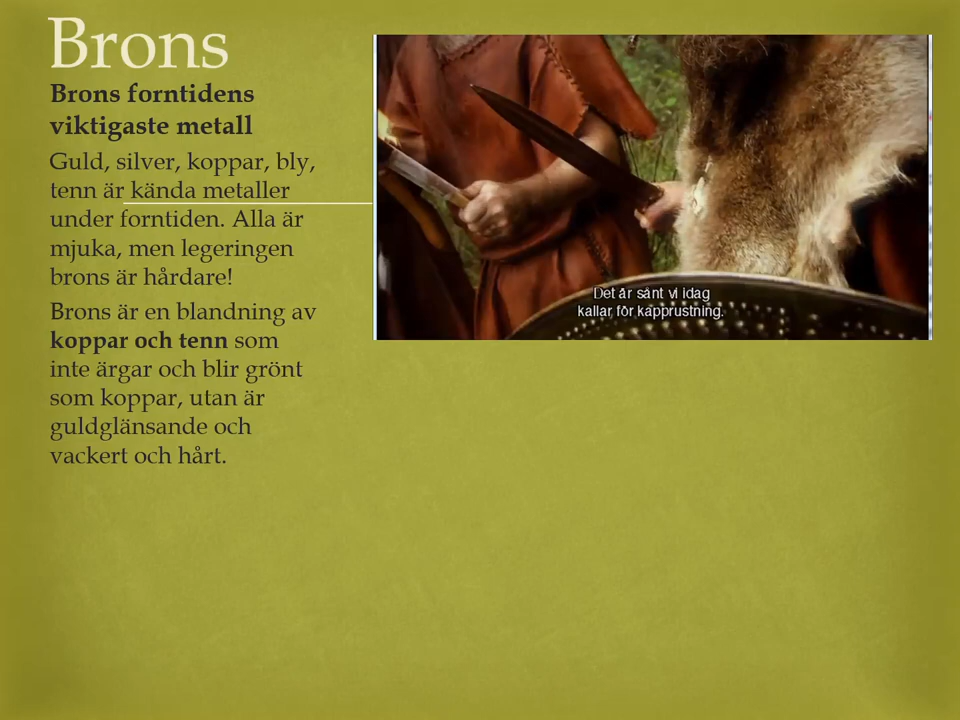 Brons
Brons forntidens
viktigaste metall
Guld, silver, koppar, bly,
tenn är kända metaller
under forntiden. Alla är
mjuka, men legeringen
brons är hårdare!
Brons är en blandning av
koppar och tenn som
inte ärgar och blir grönt
som koppar, utan är
guldglänsande och
vackert och hårt.
Det är sånt vi idag
kallar för kapprustning.